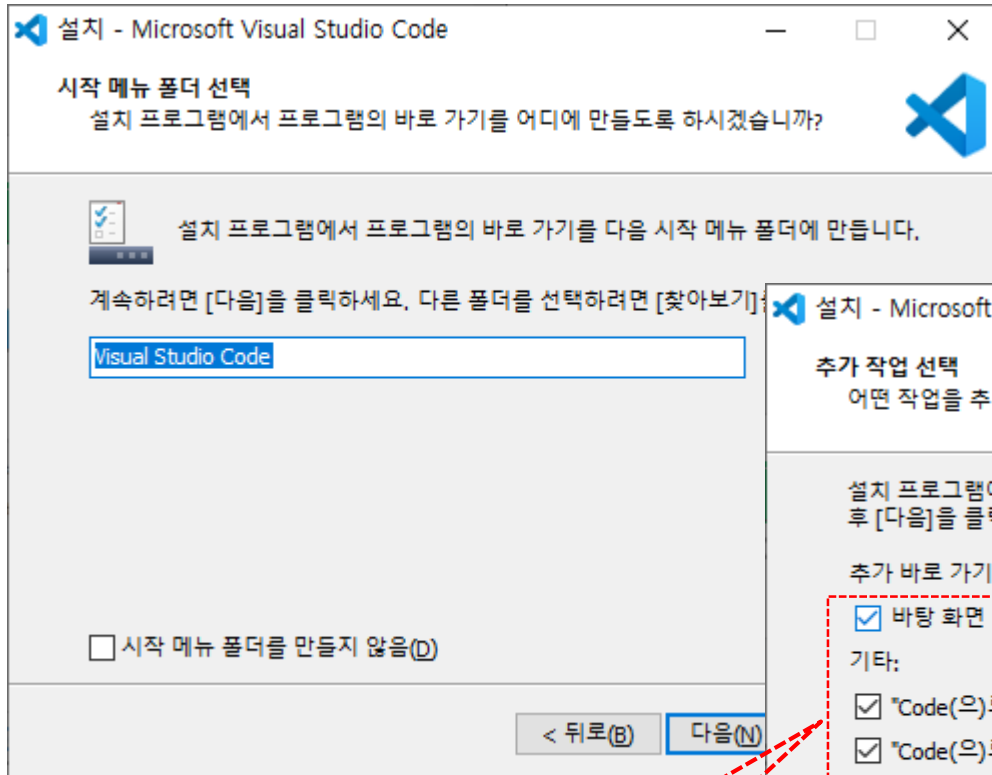 설치 - Microsoft Visual Studio Code
시작 메뉴 폴더 선택
설치 프로그램에서 프로그램의 바로 가기를 어디에 만들도록 하시겠습니까?
설치 프로그램에서 프로그램의 바로 가기를 다음 시작 메뉴 폴더에 만듭니다.
계속하려면 [다음]을 클릭하세요. 다른 폴더를 선택하려면 [찾아보기]
Visual Studio Code
시작 메뉴 폴더를 만들지 않음(D)
< 뒤로(B)
다음(N)
설치 - Microsoft
추가 작업 선택
어떤 작업을 추
설치 프로그램
후 [다음]을
추가 바로 가기
바탕 화면
기타:
"Code(으)
"Code(으)